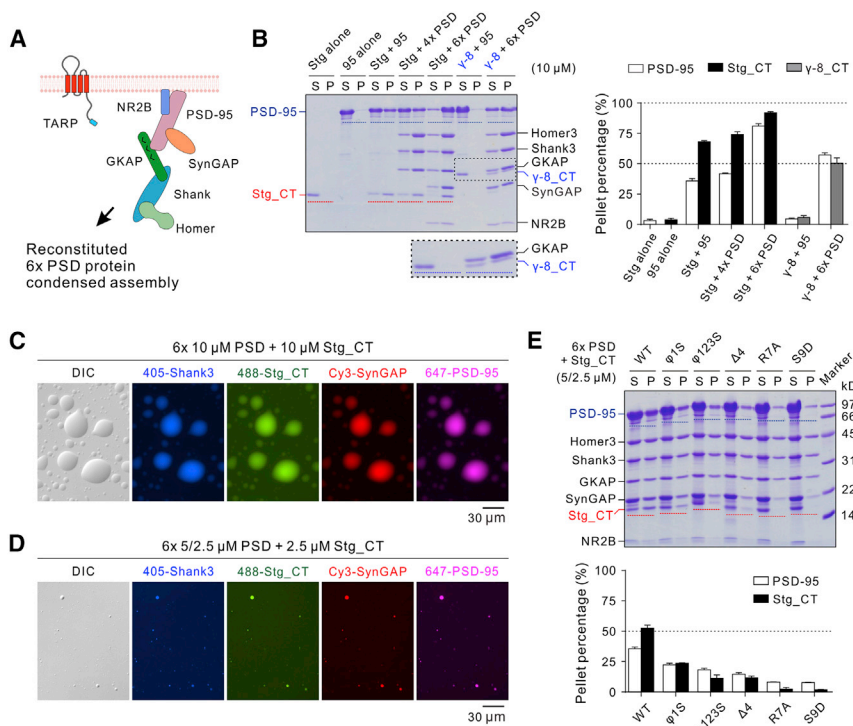 A
TARP
NR2B
PSD-95
GKAP
SynGAP
Shank
Homer
Reconstituted
6x PSD protein
condensed assembly
B
Stg alone
95 alone
Stg + 95
Stg + 4x PSD
Stg + 6x PSD
γ-8 + 95
γ-8 + 6x PSD
(10 μM)
S P S P S P S P S P S P S P
PSD-95
Stg_CT
Homer3
Shank3
GKAP
γ-8_CT
SynGAP
NR2B
GKAP
γ-8_CT
PSD-95 Stg_CT γ-8_CT
Pellet percentage (%)
100
75
50
25
0
Stg alone
95 alone
Stg + 95
Stg + 4x PSD
Stg + 6x PSD
γ-8 + 95
γ-8 + 6x PSD
C
6x 10 μM PSD + 10 μM Stg_CT
DIC 405-Shank3 488-Stg_CT Cy3-SynGAP 647-PSD-95
30 μm
D
6x 5/2.5 μM PSD + 2.5 μM Stg_CT
DIC 405-Shank3 488-Stg_CT Cy3-SynGAP 647-PSD-95
30 μm
E
6x PSD
+ Stg_CT
(5/2.5 μM)
WT φ1S φ123S Δ4 R7A S9D Marker
S P S P S P S P S P S P
kD
PSD-95
Homer3
Shank3
GKAP
SynGAP
Stg_CT
NR2B
97
66
45
31
22
14
PSD-95
Stg_CT
Pellet percentage (%)
100
75
50
25
0
WT φ1S 123S Δ4 R7A S9D